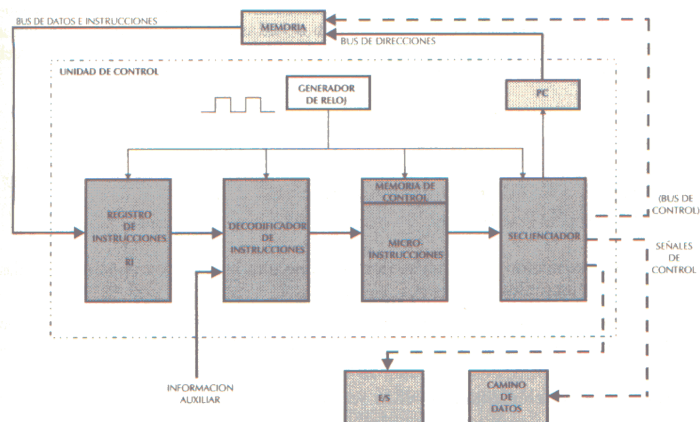 BUS DE DATOS E INSTRUCCIONES
MEMORIA
BUS DE DIRECCIONES
UNIDAD DE CONTROL
GENERADOR
DE RELOJ
PC
REGISTRO
DE
INSTRUCCIONES
RI
DECODIFICADOR
DE
INSTRUCCIONES
MEMORIA DE
CONTROL
MICRO-
INSTRUCCIONES
SECUENCIADOR
(BUS DE
CONTROL)
SEÑALES
DE
CONTROL
INFORMACION
AUXILIAR
E/S
CAMINO
DE
DATOS